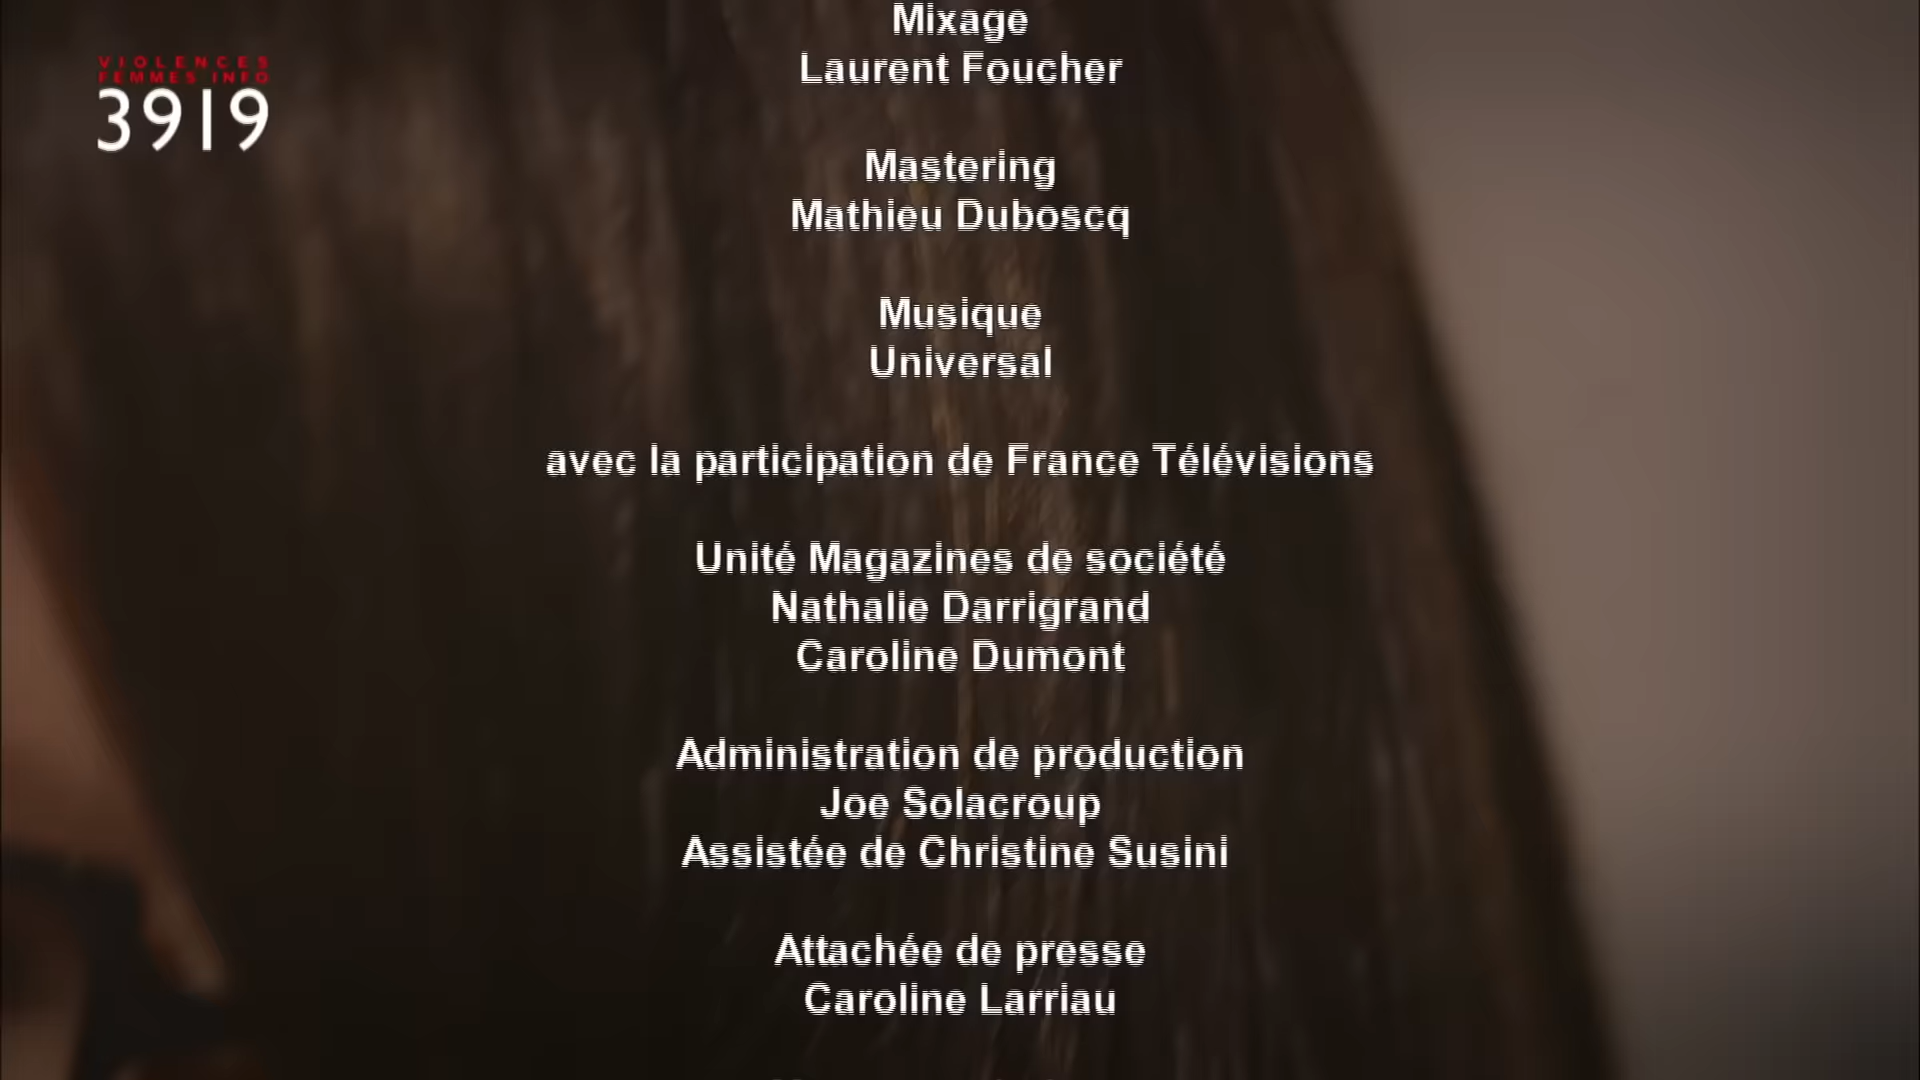 VIOLENCES
FEMMES INFO
3919
Mixage
Laurent Foucher
Mastering
Mathieu Duboscq
Musique
Universal
avec la participation de France Télévisions
Unité Magazines de société
Nathalie Darrigrand
Caroline Dumont
Administration de production
Joe Solacroup
Assistée de Christine Susini
Attachée de presse
Caroline Larriau